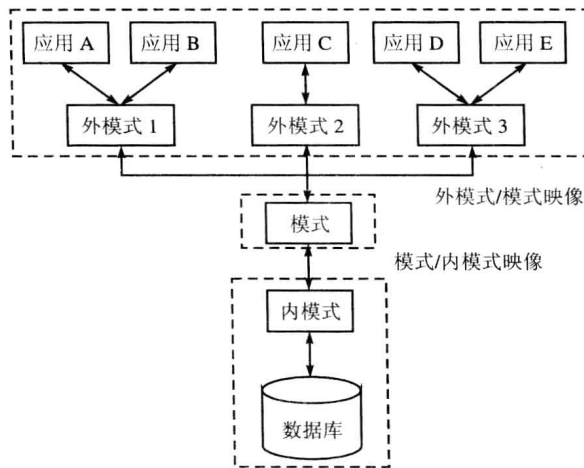 应用 A
应用 B
应用 C
应用 D
应用 E
外模式 1
外模式 2
外模式 3
外模式/模式映像
模式
模式/内模式映像
内模式
数据库